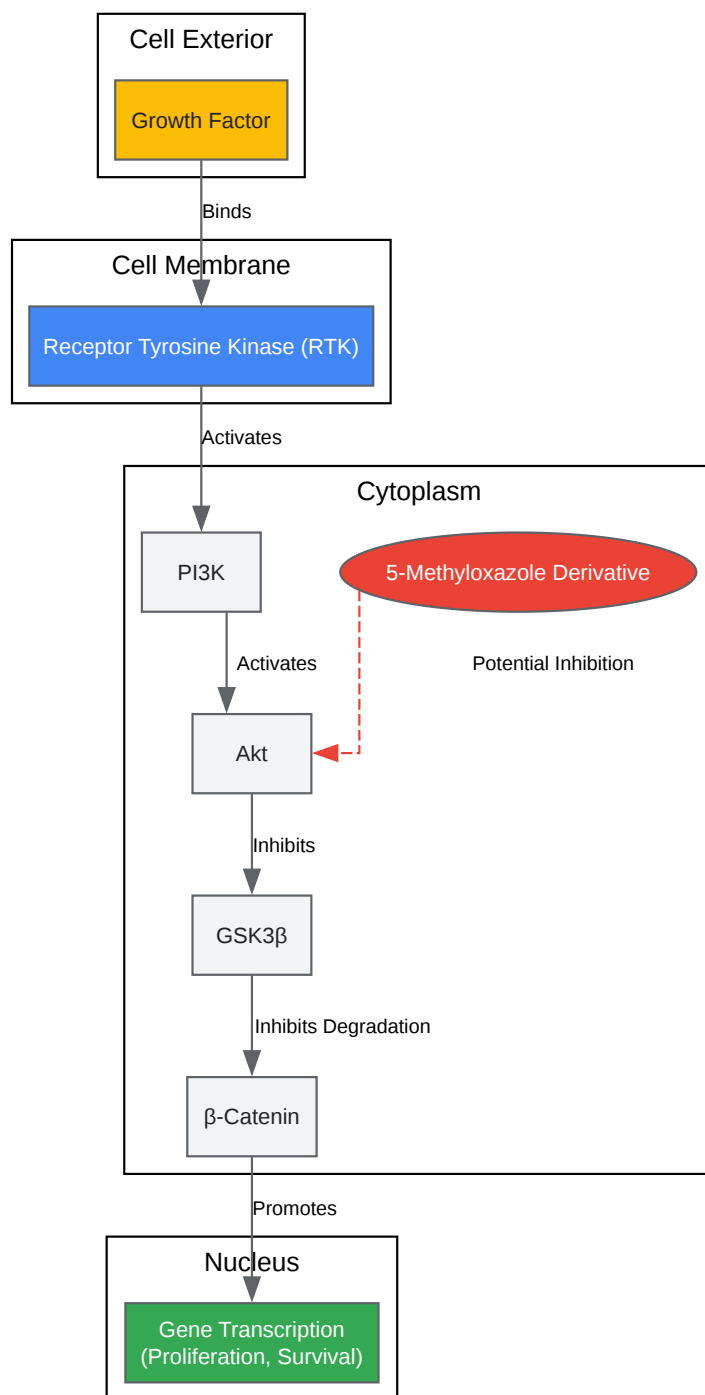 Cell Exterior
Growth Factor
Binds
Cell Membrane
Receptor Tyrosine Kinase (RTK)
Activates
Cytoplasm
PI3K
5-Methyloxazole Derivative
Activates
Potential Inhibition
Akt
Inhibits
GSK3β
Inhibits Degradation
β-Catenin
Promotes
Nucleus
Gene Transcription
(Proliferation, Survival)